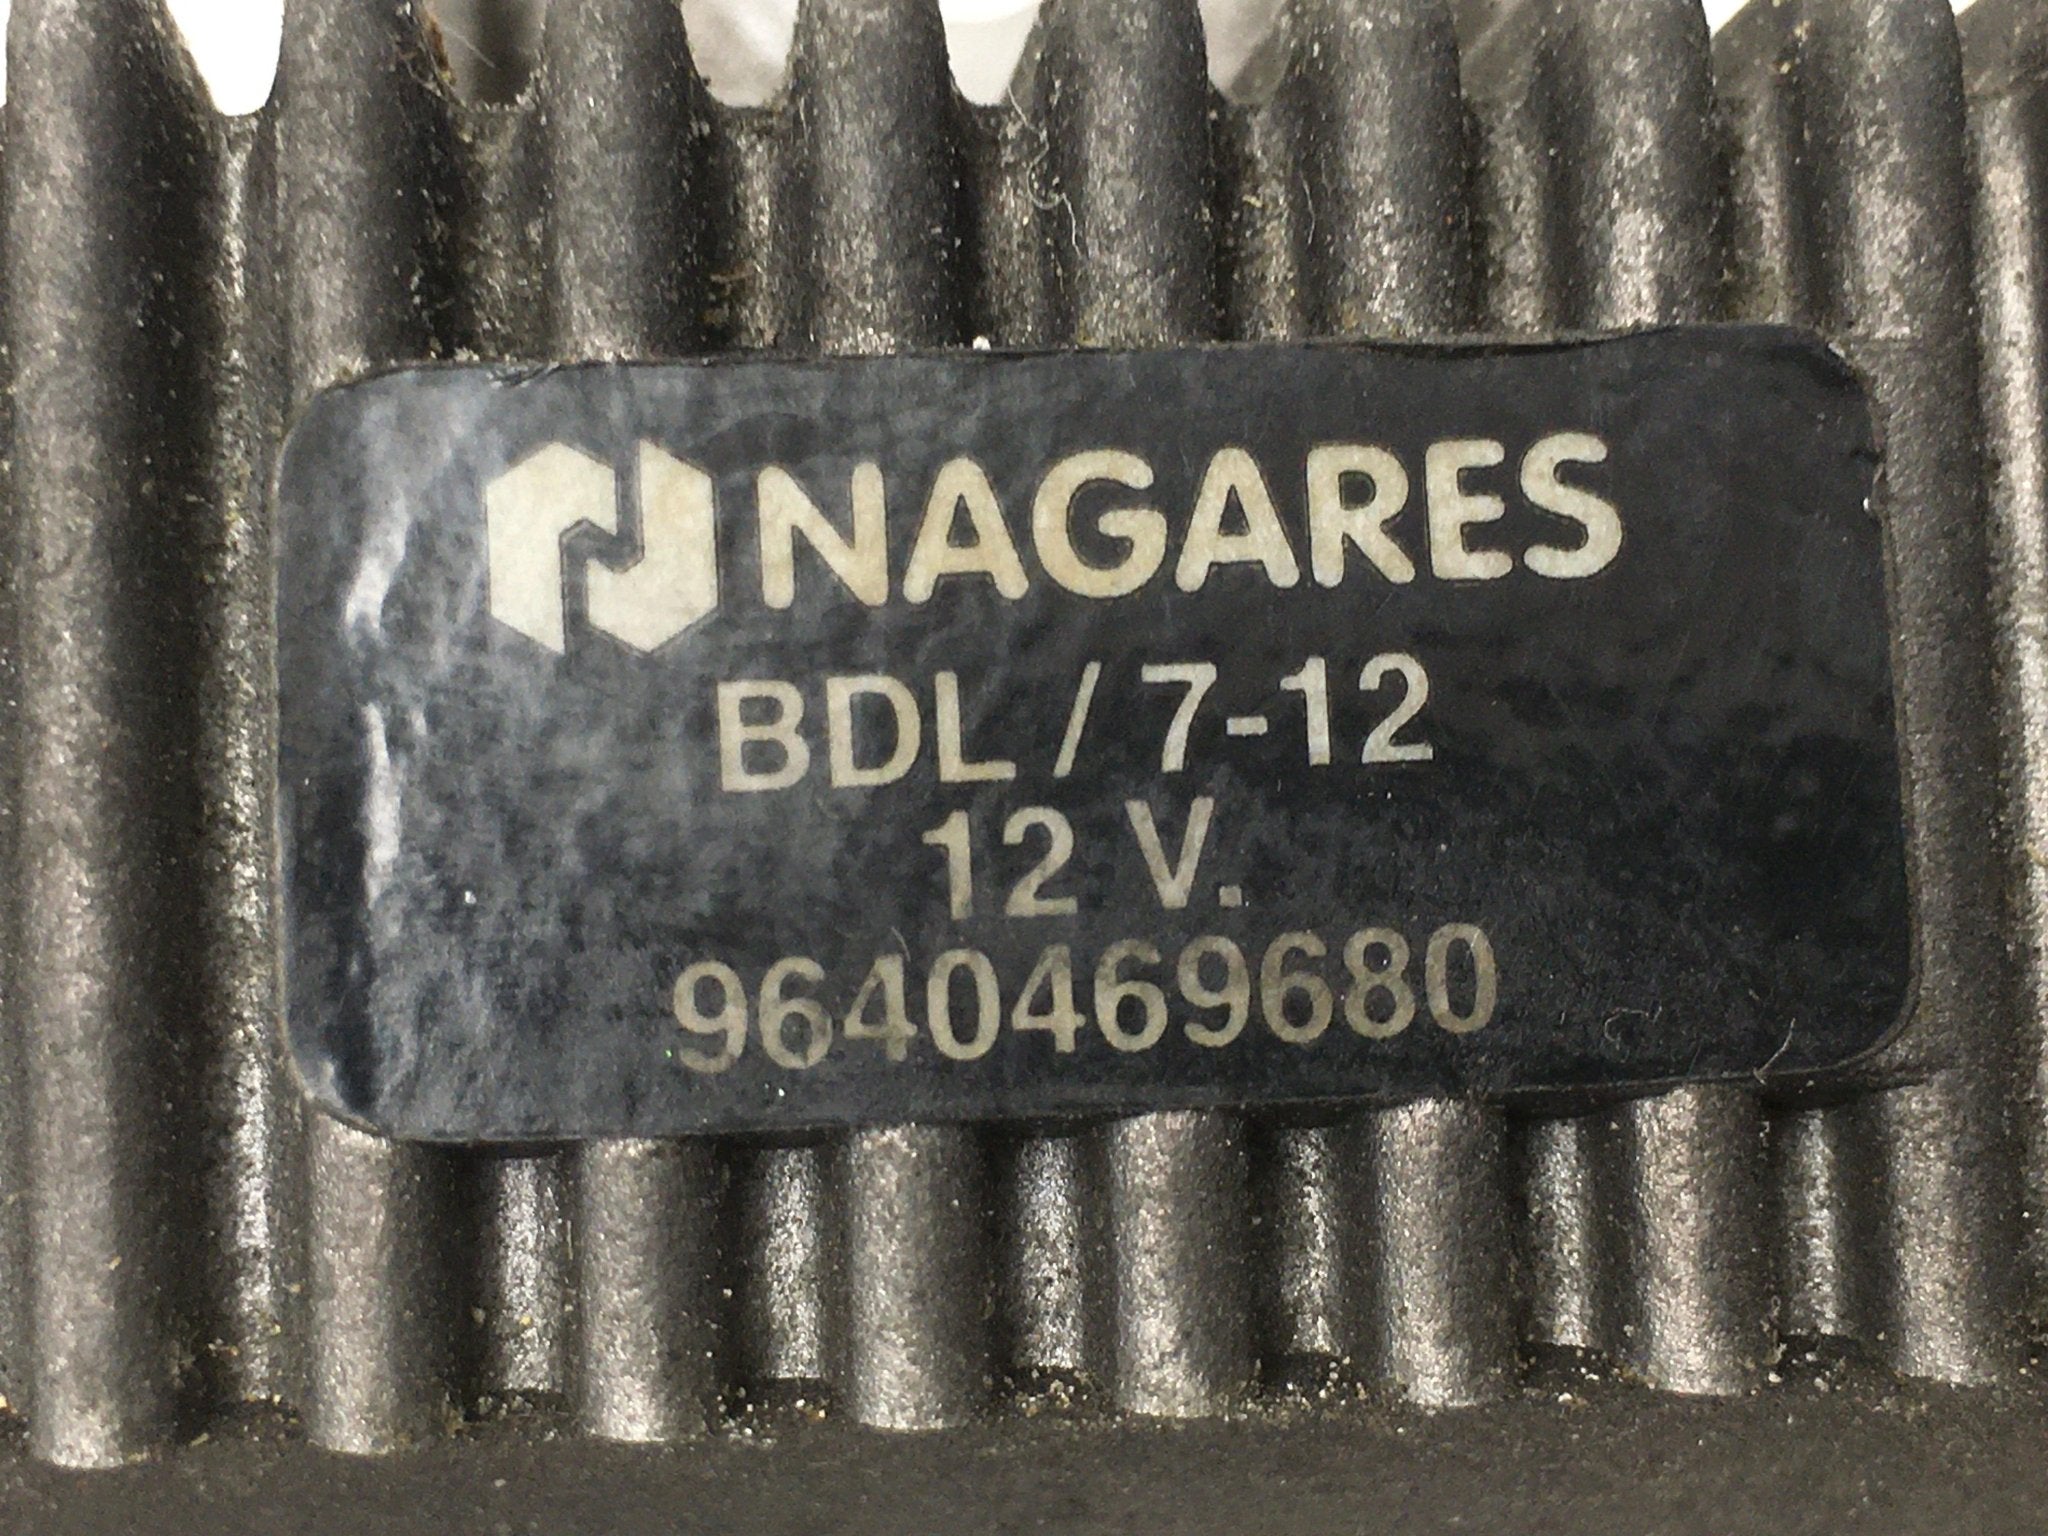 NAGARES
BDL / 7-12
12 V.
9640469680